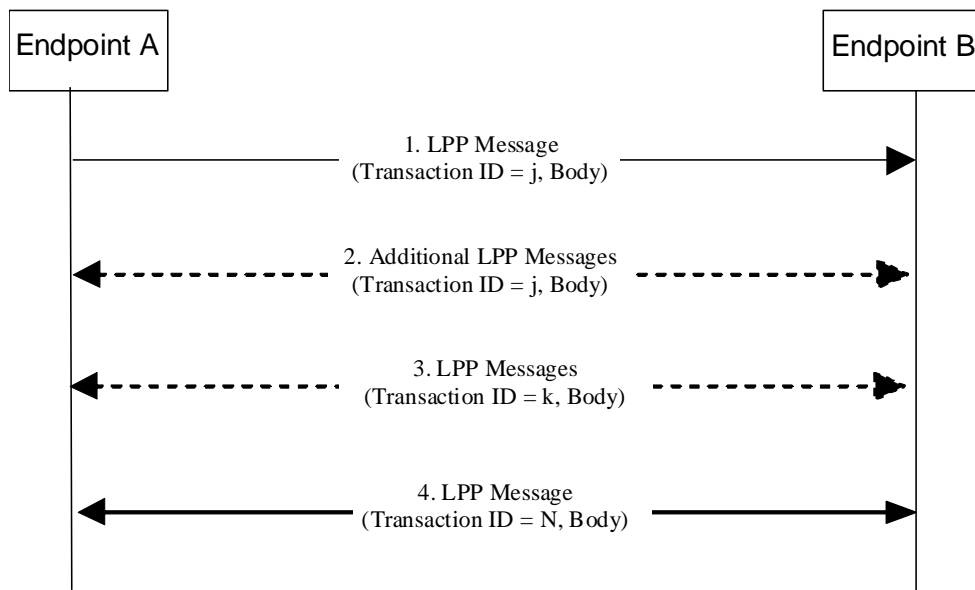 Endpoint A
Endpoint B
1. LPP Message
(Transaction ID = j, Body)
2. Additional LPP Messages
(Transaction ID = j, Body)
3. LPP Messages
(Transaction ID = k, Body)
4. LPP Message
(Transaction ID = N, Body)